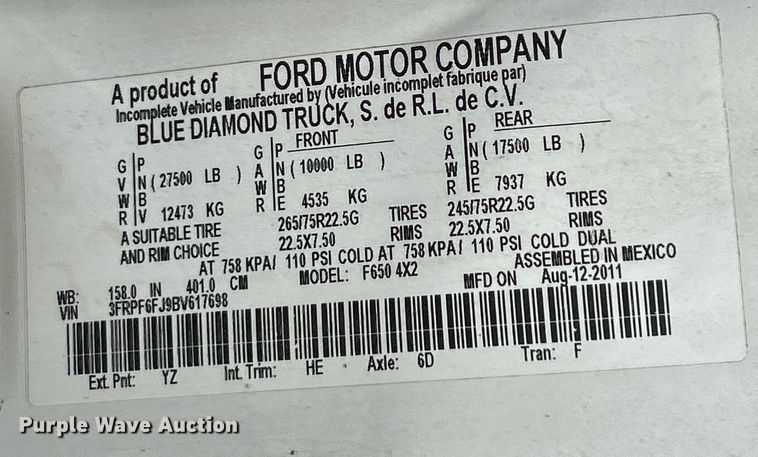 A product of FORD MOTOR COMPANY
Incomplete Vehicle Manufactured by (Vehicule incomplet fabrique par)
BLUE DIAMOND TRUCK, S. de R.L. de C.V.
FRONT REAR
G P G P G P
V N ( 27500 LB ) A N ( 10000 LB ) A N ( 17500 LB )
W B W B W B
R V 12473 KG R E 4535 KG R E 7937 KG
A SUITABLE TIRE 265/75R22.5G TIRES 245/75R22.5G TIRES
AND RIM CHOICE 22.5X7.50 RIMS 22.5X7.50 RIMS
AT 758 KPA/ 110 PSI COLD AT 758 KPA/ 110 PSI COLD DUAL
WB: 158.0 IN 401.0 CM MODEL: F650 4X2 ASSEMBLED IN MEXICO
VIN 3FRPF6FJ9BV617698 MFD ON Aug-12-2011
Ext. Pnt: YZ Int. Trim: HE Axle: 6D Tran: F
Purple Wave Auction